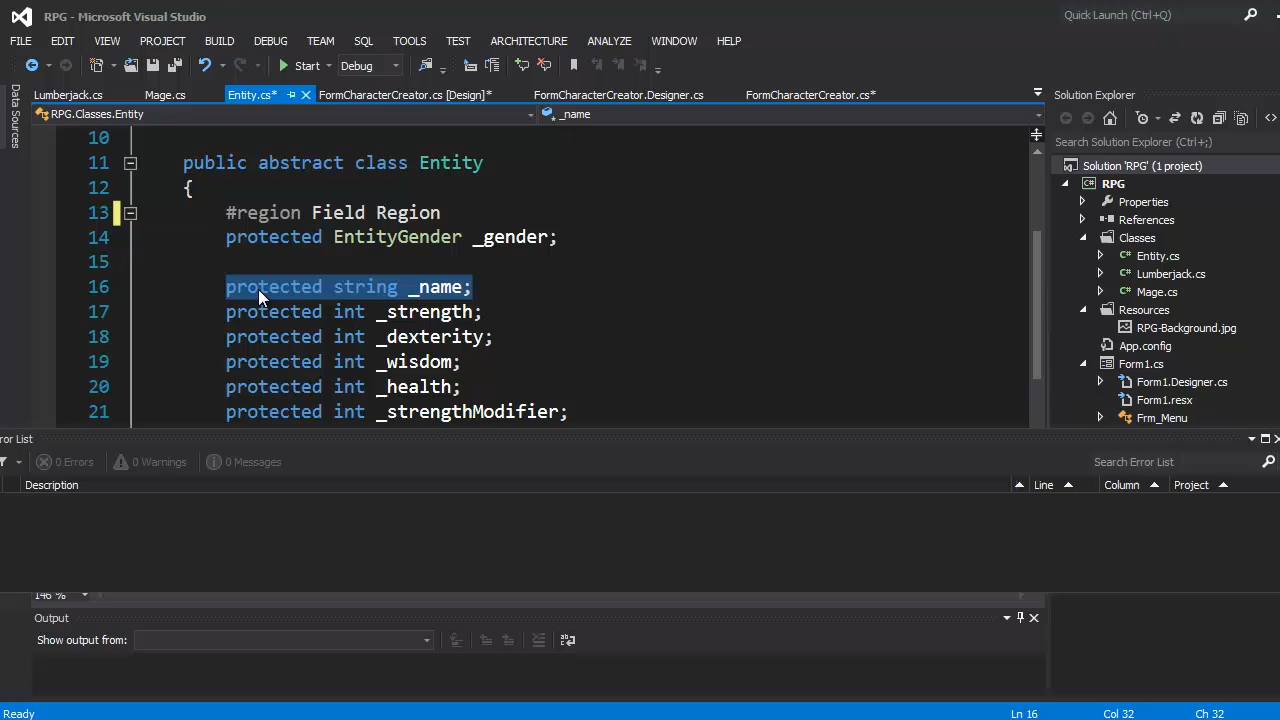 RPG - Microsoft Visual Studio
Quick Launch (Ctrl+Q)
FILE EDIT VIEW PROJECT BUILD DEBUG TEAM SQL TOOLS TEST ARCHITECTURE ANALYZE WINDOW HELP
Start Debug
Data Sources
Lumberjack.cs Mage.cs Entity.cs* FormCharacterCreator.cs [Design]* FormCharacterCreator.Designer.cs FormCharacterCreator.cs*
RPG.Classes.Entity _name
10
11 public abstract class Entity
12 {
13 #region Field Region
14 protected EntityGender _gender;
15
16 protected string _name;
17 protected int _strength;
18 protected int _dexterity;
19 protected int _wisdom;
20 protected int _health;
21 protected int _strengthModifier;
Solution Explorer
Search Solution Explorer (Ctrl+;)
Solution 'RPG' (1 project)
RPG
Properties
References
Classes
Entity.cs
Lumberjack.cs
Mage.cs
Resources
RPG-Background.jpg
App.config
Form1.cs
Form1.Designer.cs
Form1.resx
Frm_Menu
rror List
0 Errors 0 Warnings 0 Messages
Search Error List
Description Line Column Project
146 %
Output
Show output from:
Ready Ln 16 Col 32 Ch 32